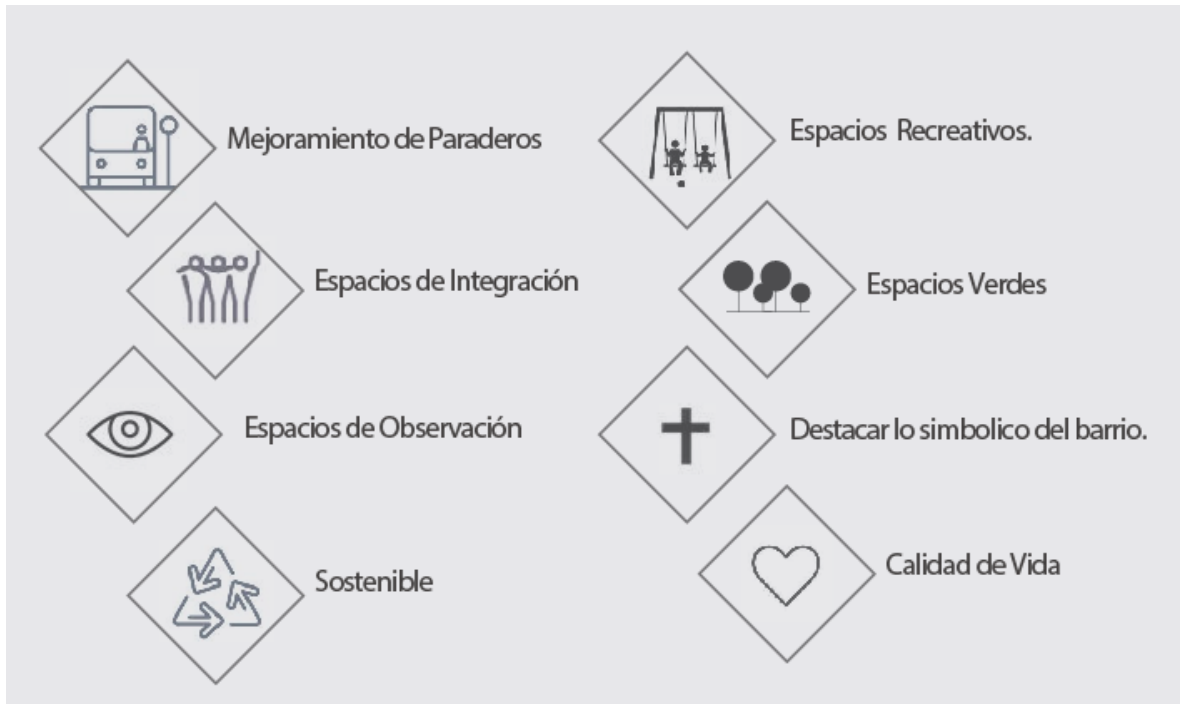 Mejoramiento de Paraderos
Espacios de Integración
Espacios de Observación
Sostenible
Espacios Recreativos.
Espacios Verdes
Destacar lo simbolico del barrio.
Calidad de Vida